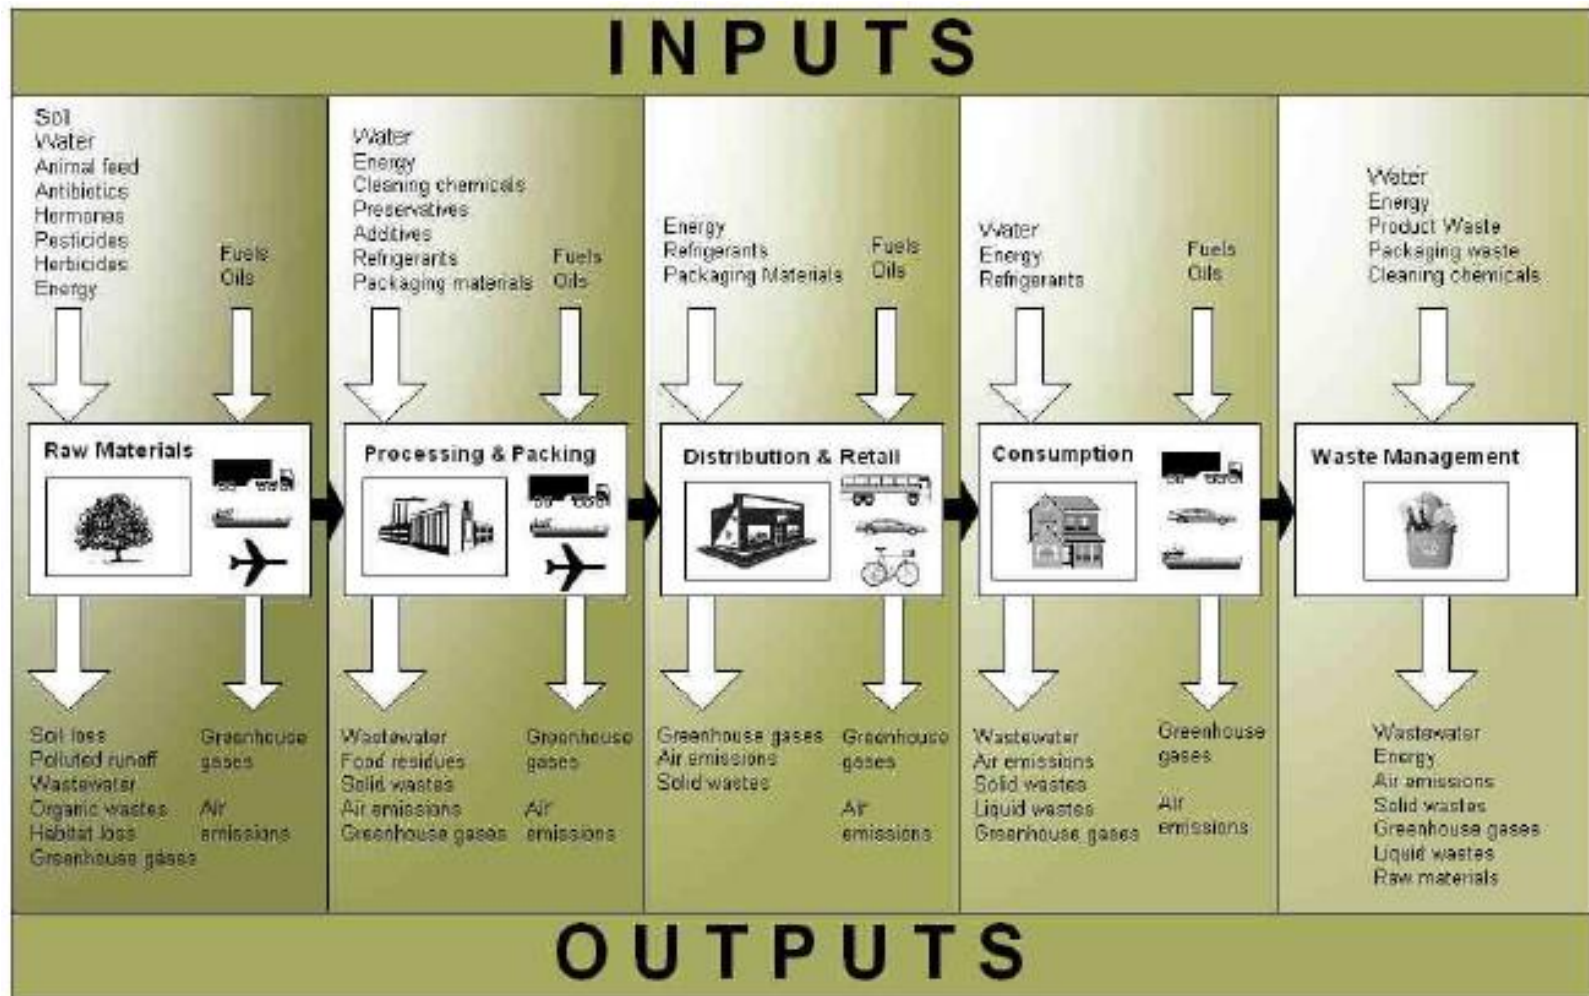 INPUTS
Soil
Water
Animal feed
Antibiotics
Hormones
Pesticides
Herbicides
Energy
Fuels
Oils
Water
Energy
Cleaning chemicals
Preservatives
Additives
Refrigerants
Packaging materials
Fuels
Oils
Energy
Refrigerants
Packaging Materials
Fuels
Oils
Water
Energy
Refrigerants
Fuels
Oils
Water
Energy
Product Waste
Packaging waste
Cleaning chemicals
Raw Materials
Processing & Packing
Distribution & Retail
Consumption
Waste Management
Soil loss
Polluted runoff
Wastewater
Organic wastes
Habitat loss
Greenhouse gases
Greenhouse
gases
Air
emissions
Wastewater
Food residues
Solid wastes
Air emissions
Greenhouse gases
Greenhouse
gases
Air
emissions
Greenhouse gases
Air emissions
Solid wastes
Greenhouse
gases
Air
emissions
Wastewater
Air emissions
Solid wastes
Liquid wastes
Greenhouse gases
Greenhouse
gases
Air
emissions
Wastewater
Energy
Air emissions
Solid wastes
Greenhouse gases
Liquid wastes
Raw materials
OUTPUTS